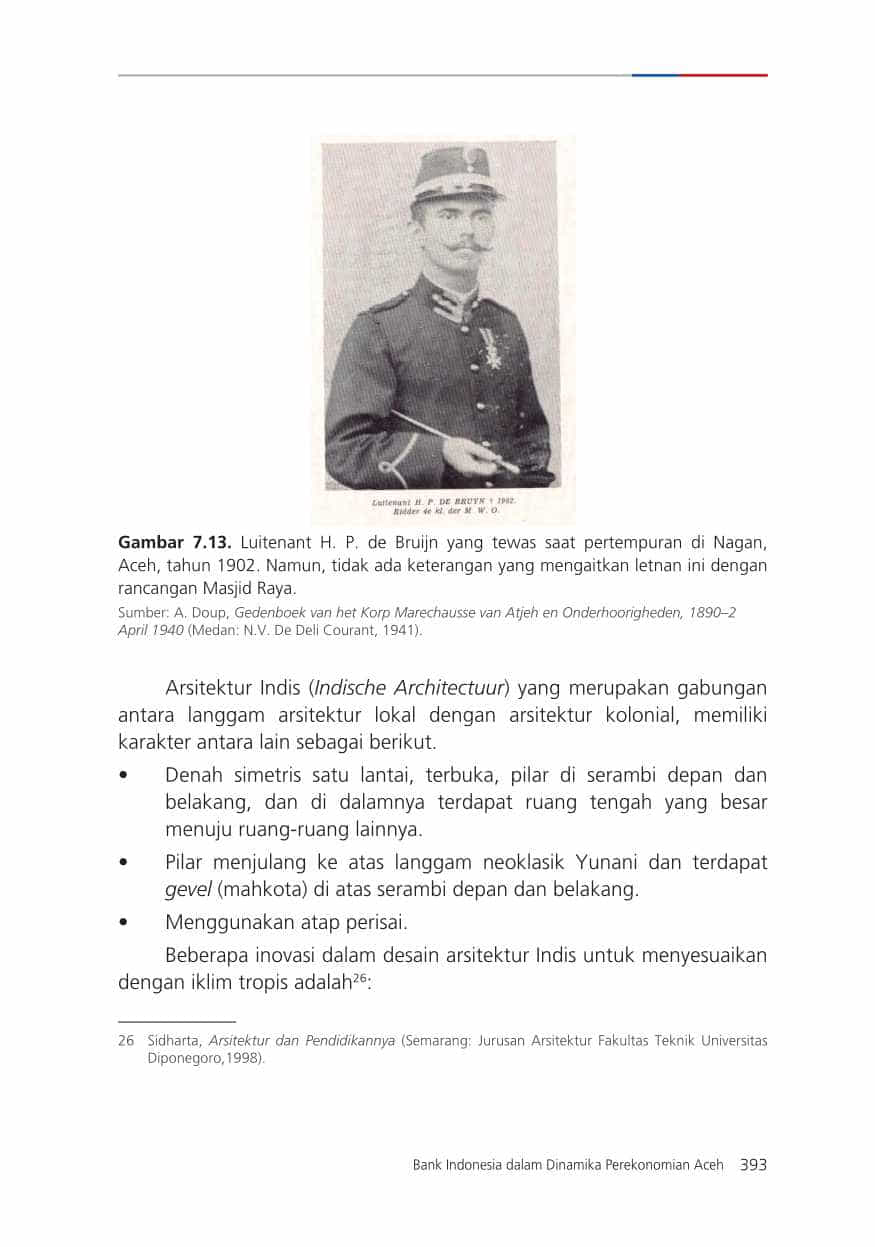 Luitenant H. P. DE BRUYN † 1902.
Ridder 4e kl. der M. W. O.
Gambar 7.13. Luitenant H. P. de Bruijn yang tewas saat pertempuran di Nagan,
Aceh, tahun 1902. Namun, tidak ada keterangan yang mengaitkan letnan ini dengan
rancangan Masjid Raya.
Sumber: A. Doup, Gedenboek van het Korp Marechausse van Atjeh en Onderhoorigheden, 1890–2
April 1940 (Medan: N.V. De Deli Courant, 1941).
Arsitektur Indis (Indische Architectuur) yang merupakan gabungan
antara langgam arsitektur lokal dengan arsitektur kolonial, memiliki
karakter antara lain sebagai berikut.
• Denah simetris satu lantai, terbuka, pilar di serambi depan dan
belakang, dan di dalamnya terdapat ruang tengah yang besar
menuju ruang-ruang lainnya.
• Pilar menjulang ke atas langgam neoklasik Yunani dan terdapat
gevel (mahkota) di atas serambi depan dan belakang.
• Menggunakan atap perisai.
Beberapa inovasi dalam desain arsitektur Indis untuk menyesuaikan
dengan iklim tropis adalah26:
26 Sidharta, Arsitektur dan Pendidikannya (Semarang: Jurusan Arsitektur Fakultas Teknik Universitas
Diponegoro,1998).
Bank Indonesia dalam Dinamika Perekonomian Aceh 393